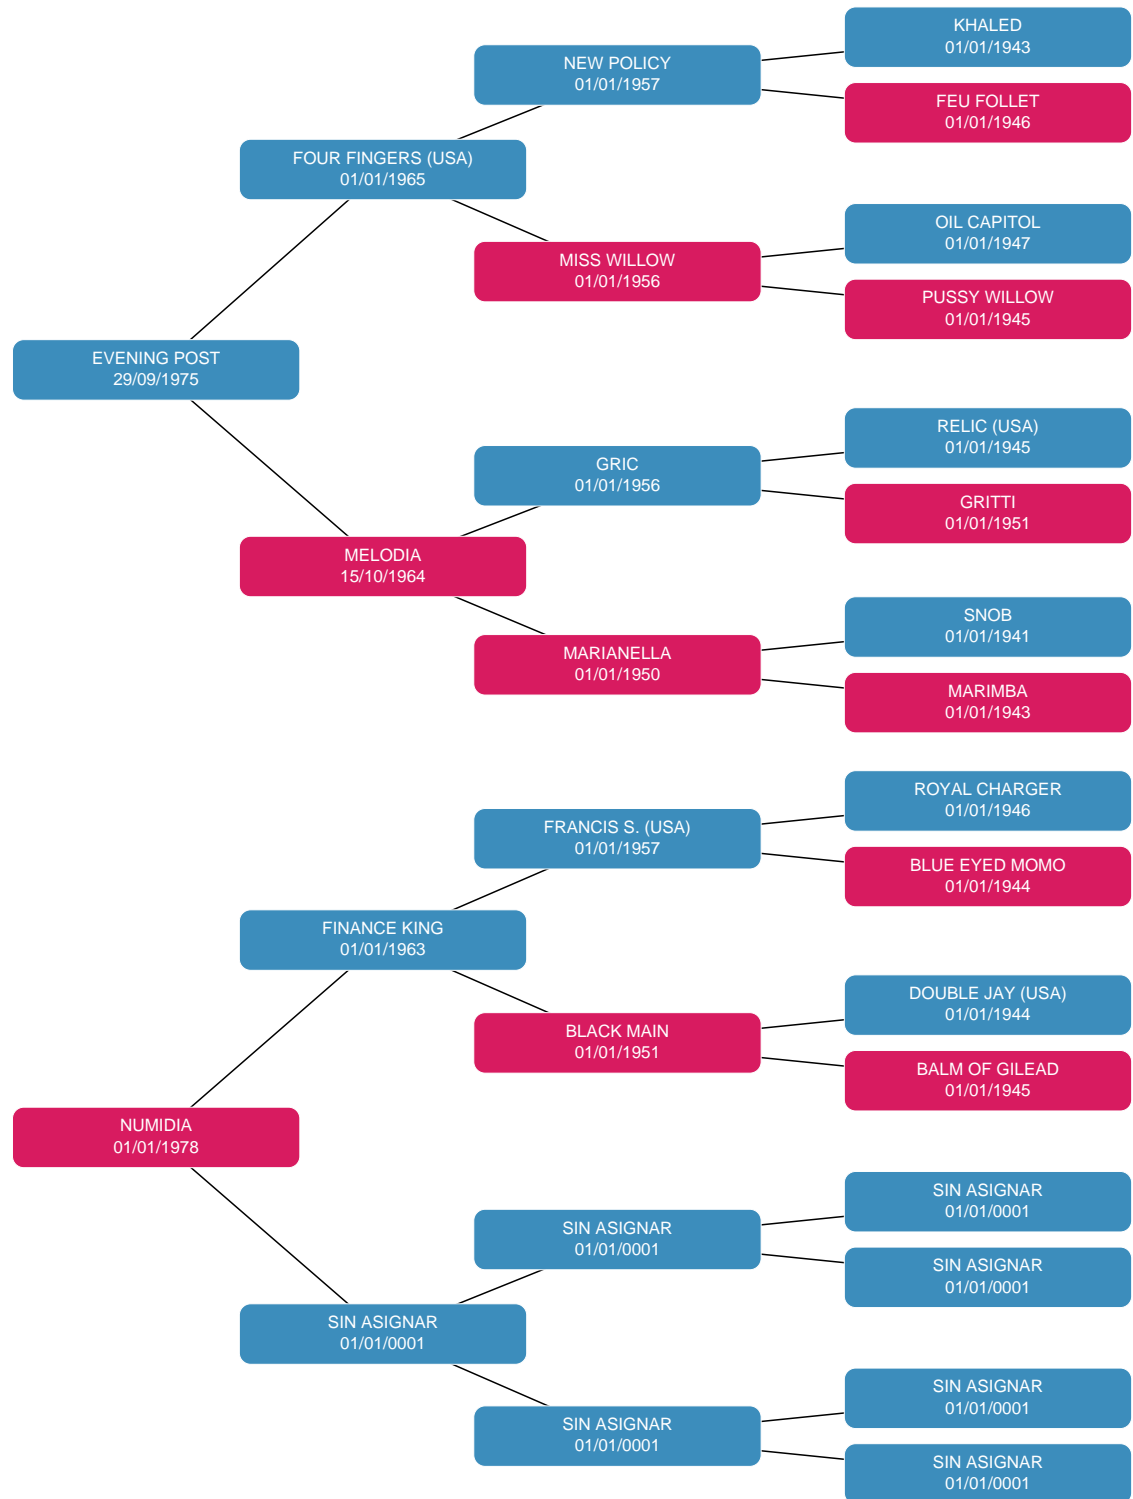 KHALED
01/01/1943
NEW POLICY
01/01/1957
FEU FOLLET
01/01/1946
FOUR FINGERS (USA)
01/01/1965
OIL CAPITOL
01/01/1947
MISS WILLOW
01/01/1956
PUSSY WILLOW
01/01/1945
EVENING POST
29/09/1975
RELIC (USA)
01/01/1945
GRIC
01/01/1956
GRITTI
01/01/1951
MELODIA
15/10/1964
SNOB
01/01/1941
MARIANELLA
01/01/1950
MARIMBA
01/01/1943
ROYAL CHARGER
01/01/1946
FRANCIS S. (USA)
01/01/1957
BLUE EYED MOMO
01/01/1944
FINANCE KING
01/01/1963
DOUBLE JAY (USA)
01/01/1944
BLACK MAIN
01/01/1951
BALM OF GILEAD
01/01/1945
NUMIDIA
01/01/1978
SIN ASIGNAR
01/01/0001
SIN ASIGNAR
01/01/0001
SIN ASIGNAR
01/01/0001
SIN ASIGNAR
01/01/0001
SIN ASIGNAR
01/01/0001
SIN ASIGNAR
01/01/0001
SIN ASIGNAR
01/01/0001